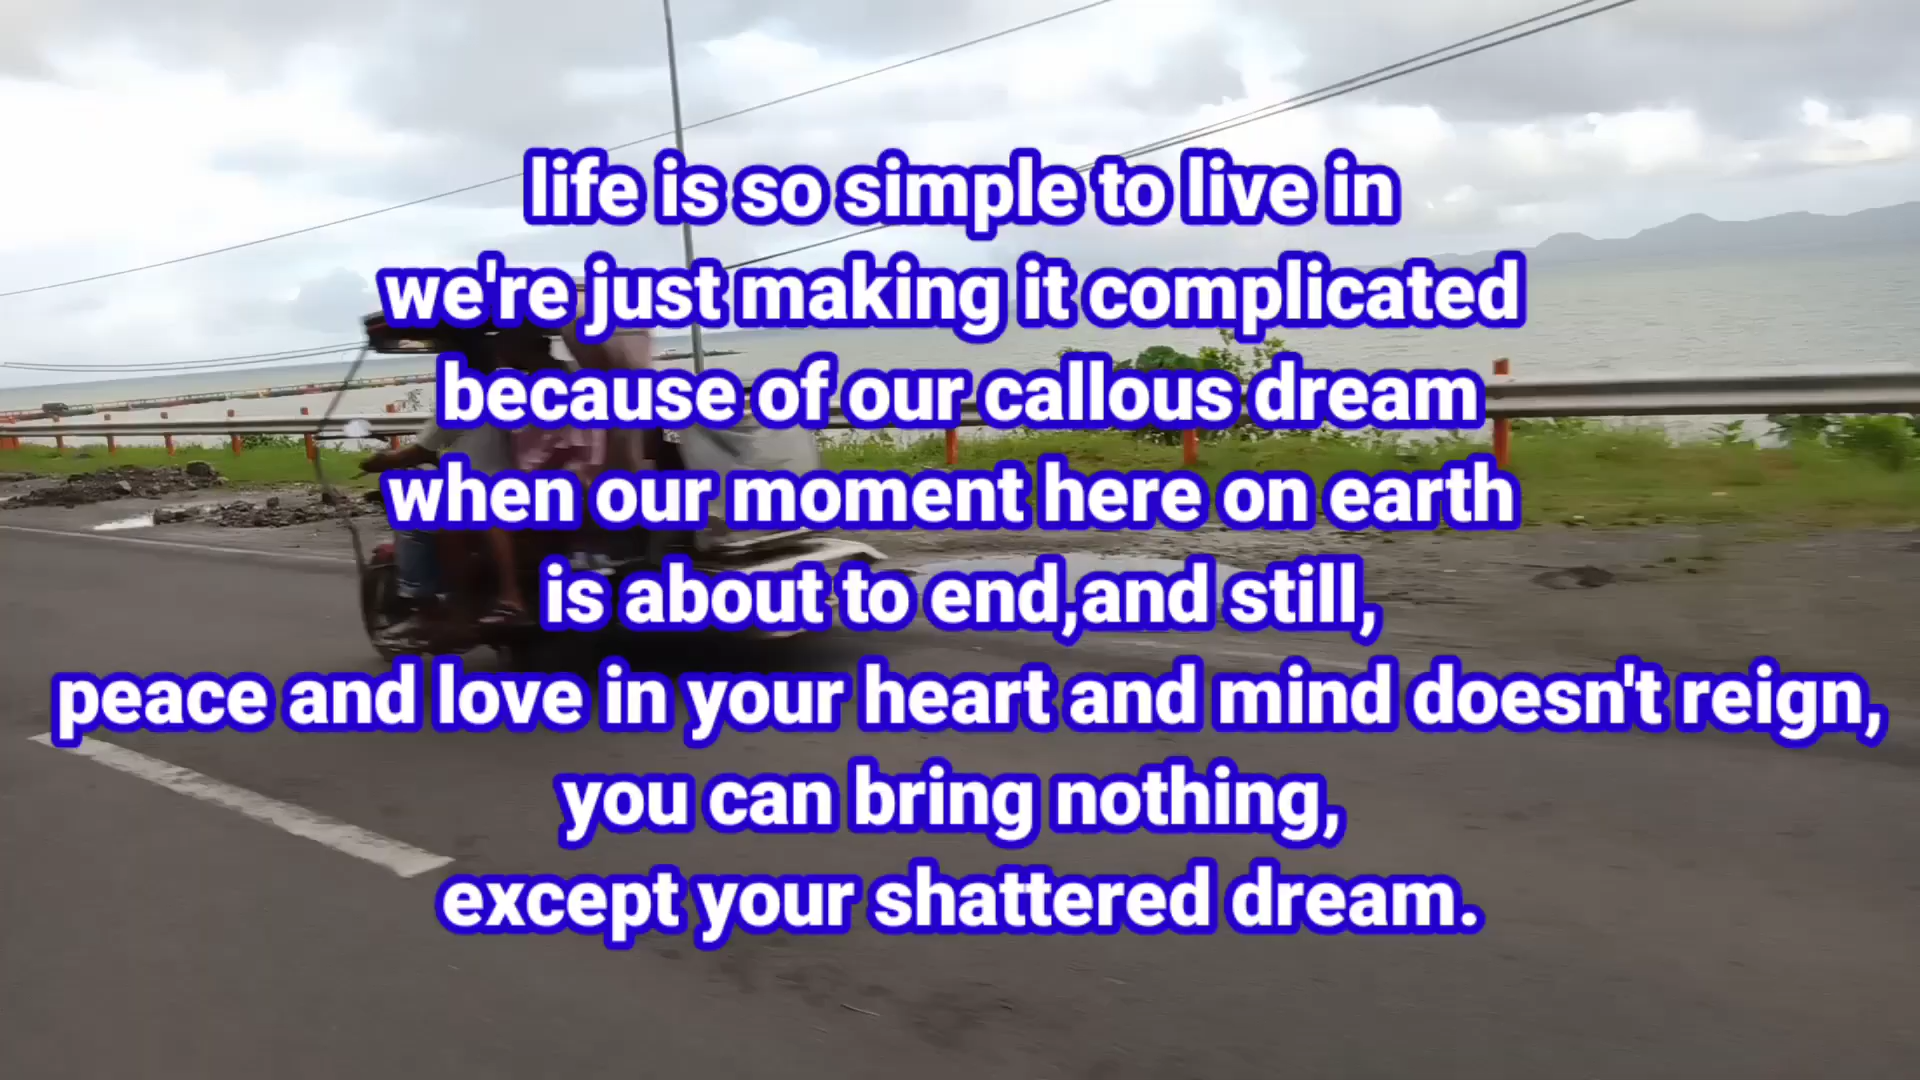 life is so simple to live in
we're just making it complicated
because of our callous dream
when our moment here on earth
is about to end,and still,
peace and love in your heart and mind doesn't reign,
you can bring nothing,
except your shattered dream.